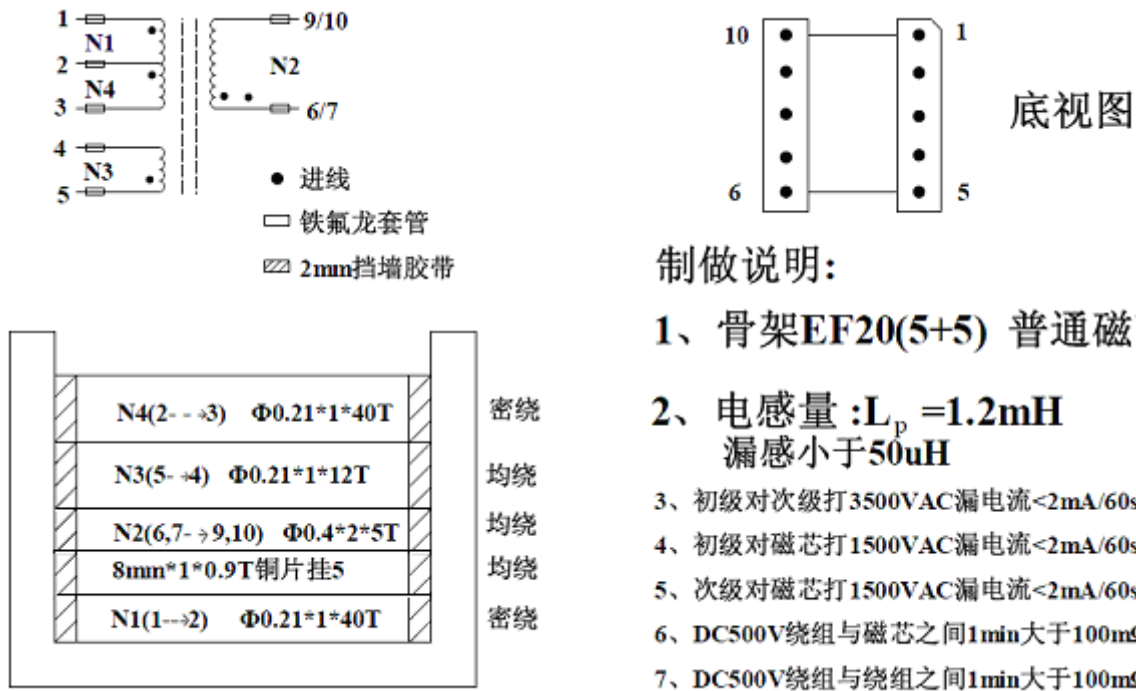 1
N1
2
N4
3
4
N3
5
9/10
N2
6/7
进线
铁氟龙套管
2mm挡墙胶带
10
1
6
5
底视图
N4(2- - →3) Φ0.21*1*40T
密绕
N3(5- →4) Φ0.21*1*12T
均绕
N2(6,7- →9,10) Φ0.4*2*5T
均绕
8mm*1*0.9T铜片挂5
均绕
N1(1--→2) Φ0.21*1*40T
密绕
制做说明:
1、骨架EF20(5+5) 普通磁
2、电感量 :Lp =1.2mH
漏感小于50uH
3、初级对次级打3500VAC漏电流<2mA/60s
4、初级对磁芯打1500VAC漏电流<2mA/60s
5、次级对磁芯打1500VAC漏电流<2mA/60s
6、DC500V绕组与磁芯之间1min大于100mΩ
7、DC500V绕组与绕组之间1min大于100mΩ